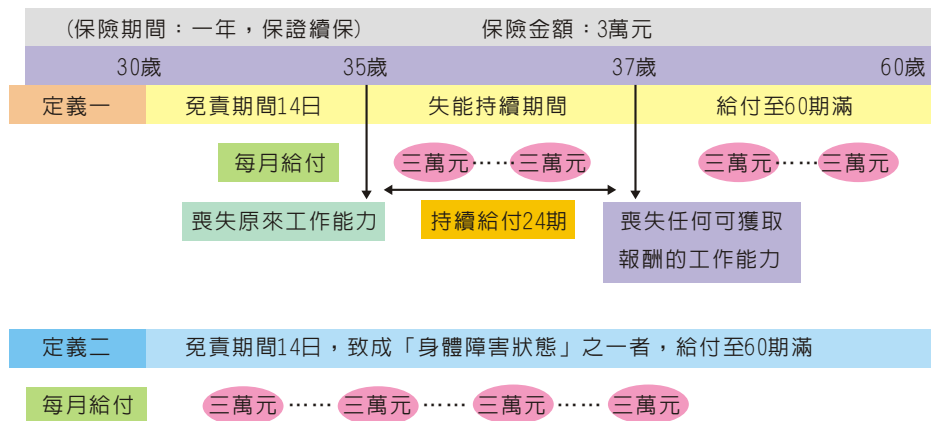 (保險期間：一年，保證續保) 保險金額：3萬元
30歲 35歲 37歲 60歲
定義一 免責期間14日 失能持續期間 給付至60期滿
每月給付 三萬元……三萬元 三萬元……三萬元
喪失原來工作能力 持續給付24期 喪失任何可獲取
報酬的工作能力
定義二 免責期間14日，致成「身體障害狀態」之一者，給付至60期滿
每月給付 三萬元……三萬元……三萬元……三萬元